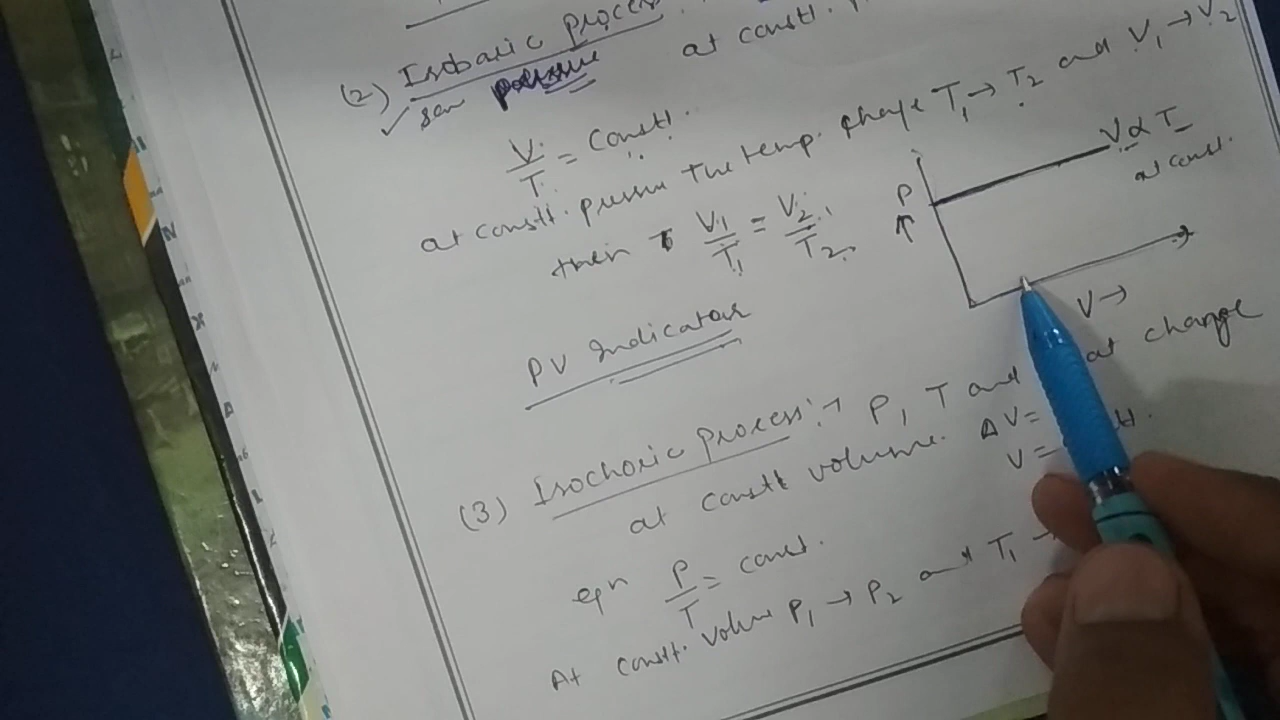 (2) Isobaric process
at constt.
✓
V/T = Constt.
at constt. pressure The temp. T₁→T₂ and V₁→V₂
then V₁/T₁ = V₂/T₂
V∝T
at const.
P
↑
V→
PV Indicator
(3) Isochoric process:→ P, T and at change
at constt volume. ΔV=
V=
eqn P/T = const.
At constt. volume P₁→P₂ and T₁